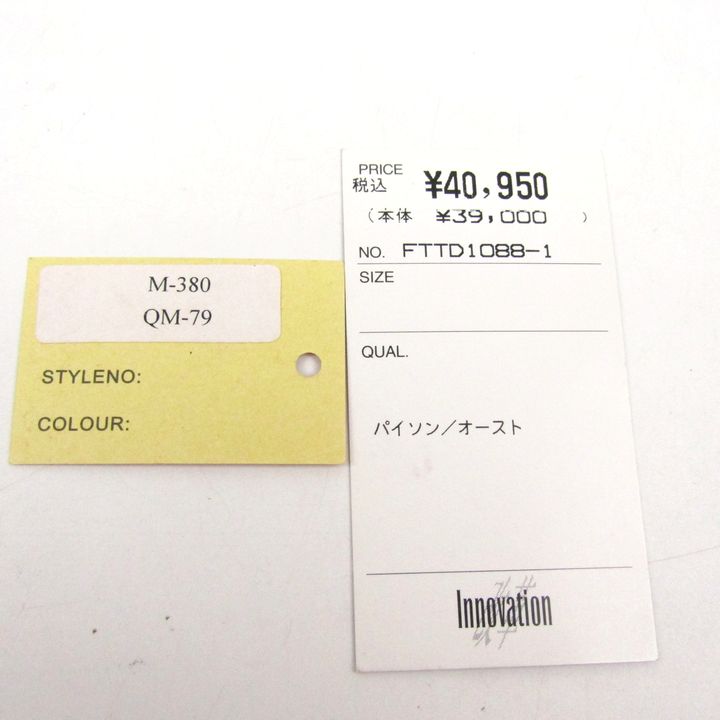 M-380
QM-79
STYLENO:
COLOUR:
PRICE
税込 ¥40,950
(本体 ¥39,000 )
NO. FTTD1088-1
SIZE
QUAL.
パイソン/オースト
Innovation